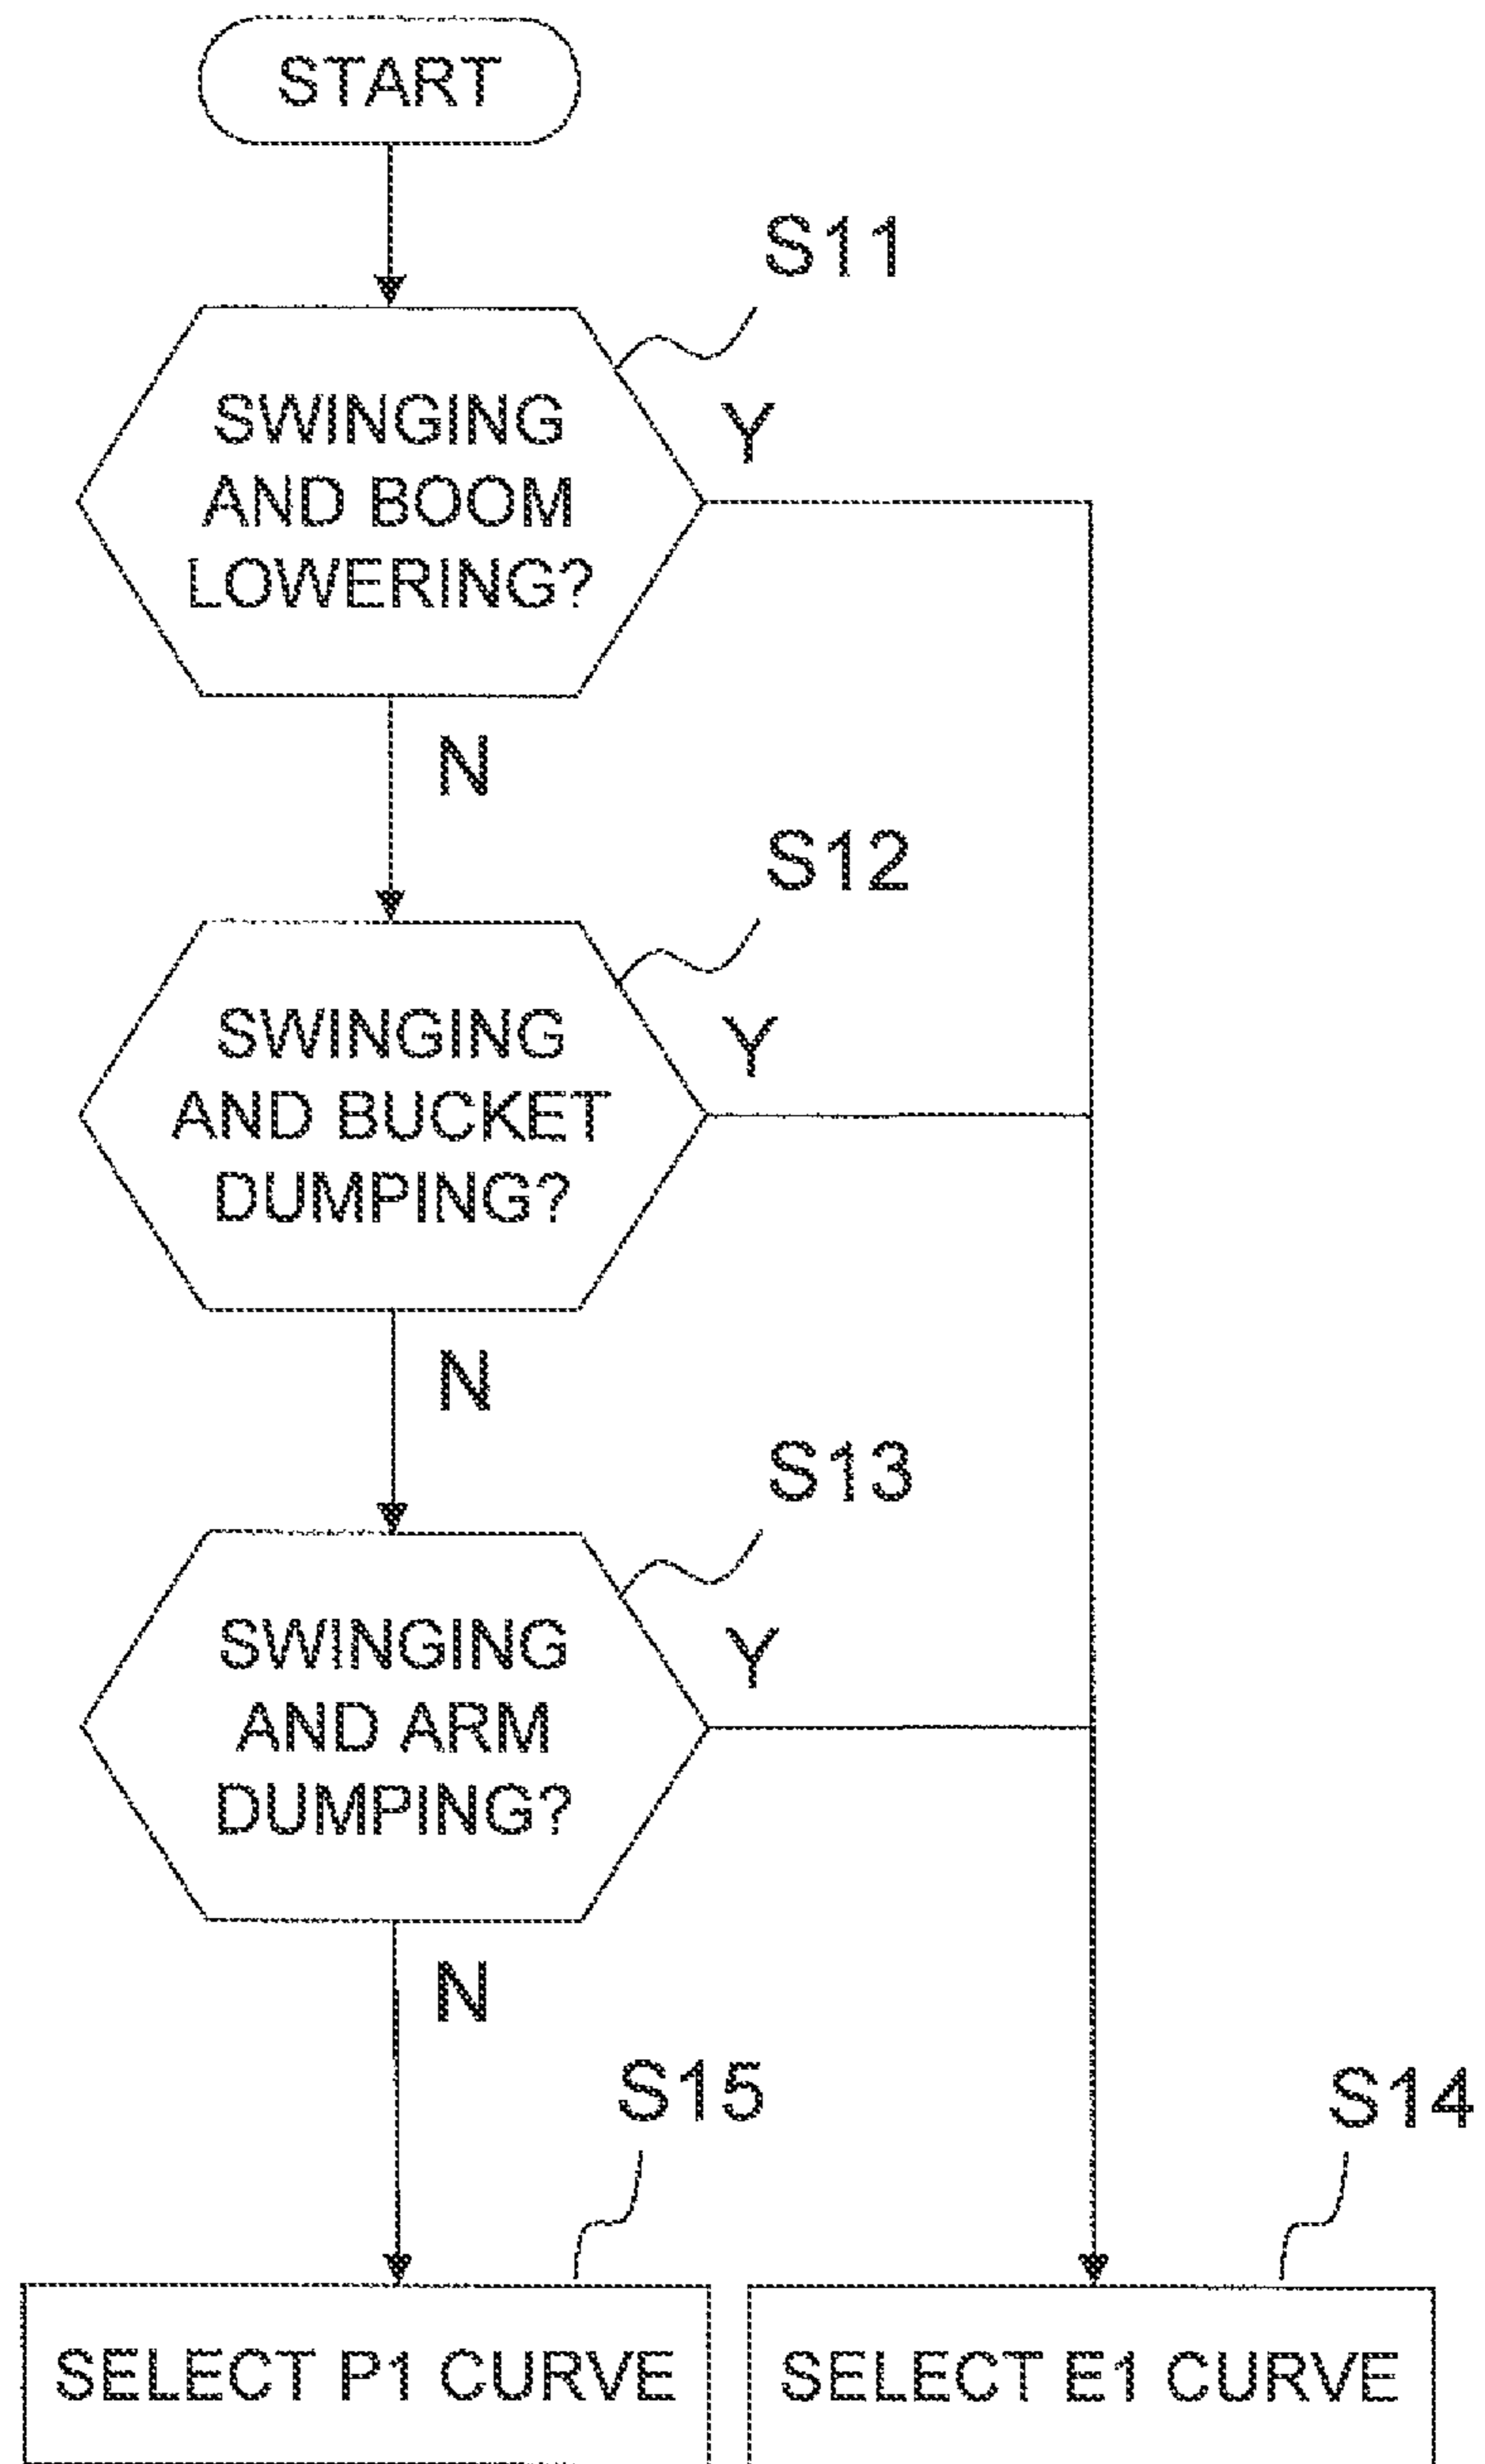 START
S11
SWINGING
AND BOOM
LOWERING?
Y
N
S12
SWINGING
AND BUCKET
DUMPING?
Y
N
S13
SWINGING
AND ARM
DUMPING?
Y
N
S15
S14
SELECT P1 CURVE
SELECT E1 CURVE